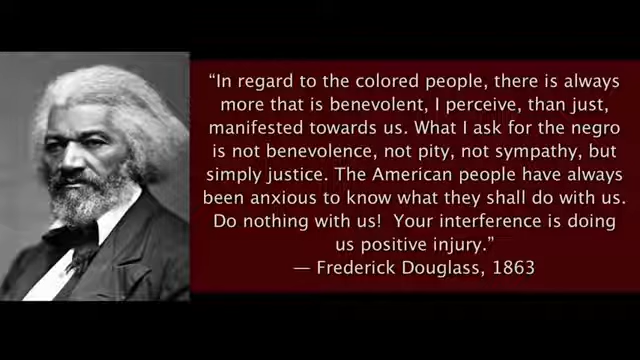 “In regard to the colored people, there is always
more that is benevolent, I perceive, than just,
manifested towards us. What I ask for the negro
is not benevolence, not pity, not sympathy, but
simply justice. The American people have always
been anxious to know what they shall do with us.
Do nothing with us!  Your interference is doing
us positive injury.”
— Frederick Douglass, 1863